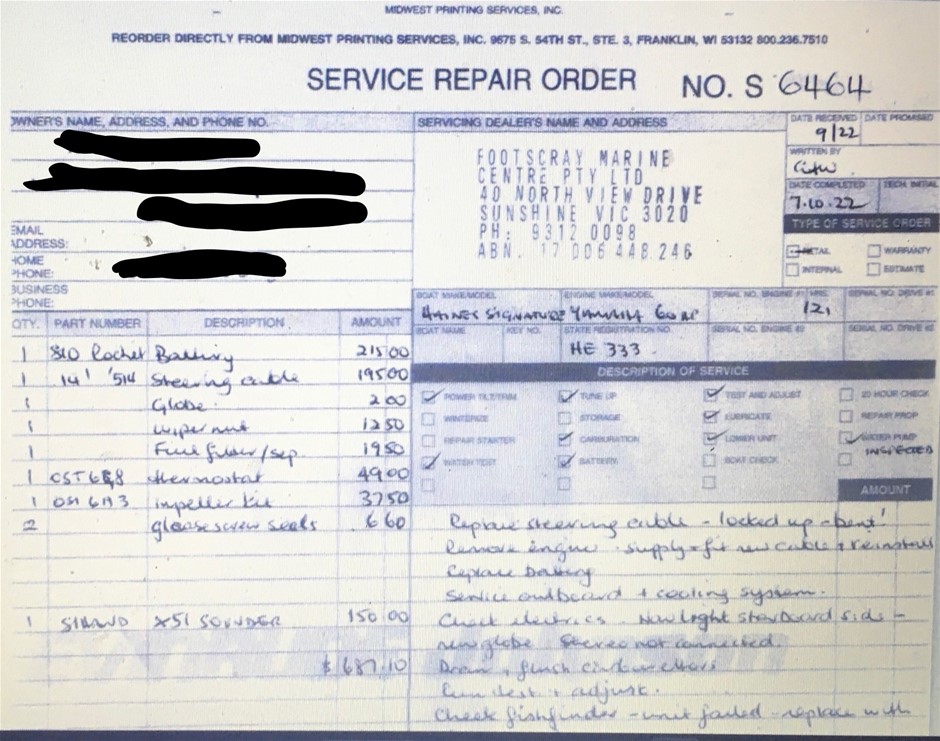 MIDWEST PRINTING SERVICES, INC.
REORDER DIRECTLY FROM MIDWEST PRINTING SERVICES, INC. 9675 S. 54TH ST., STE. 3, FRANKLIN, WI 53132 800.236.7510
SERVICE REPAIR ORDER NO. S 6464
OWNER'S NAME, ADDRESS, AND PHONE NO.
EMAIL
ADDRESS:
HOME
PHONE:
BUSINESS
PHONE:
SERVICING DEALER'S NAME AND ADDRESS
FOOTSCRAY MARINE
CENTRE PTY LTD
40 NORTH VIEW DRIVE
SUNSHINE VIC 3020
PH: 9312 0098
ABN. 17 006 448 246
DATE RECEIVED DATE PROMISED
9/22
WRITTEN BY
DATE COMPLETED TECH. INITIAL
7.10.22
TYPE OF SERVICE ORDER
RETAIL WARRANTY
INTERNAL ESTIMATE
BOAT MAKE/MODEL ENGINE MAKE/MODEL SERIAL NO. ENGINE #1 HRS. SERIAL NO. DRIVE #1
HAINES SIGNATURE YAMAHA 121
BOAT NAME KEY NO. STATE REGISTRATION NO. SERIAL NO. ENGINE #2 SERIAL NO. DRIVE #2
HE 333
QTY. PART NUMBER DESCRIPTION AMOUNT
1 Rocket Battery 215 00
1 14' Steering cable 195 00
1 Globe 2 00
1 wiper nut 12 50
1 Fuel filter/sep 19 50
1 thermostat 49 00
1 impeller kit 37 50
2 screw seals 6 60
1 X51 SOUNDER 150 00
$ 687.10
DESCRIPTION OF SERVICE
POWER TILT/TRIM TUNE UP TEST AND ADJUST 20 HOUR CHECK
WINTERIZE STORAGE LUBRICATE REPAIR PROP
REPAIR STARTER CARBURATION LOWER UNIT WATER PUMP
INSPECTED
WATER TEST BATTERY BOAT CHECK
AMOUNT
Replace steering cable - locked up - bent!
Remove engine. supply + fit new cable + reinstall
Replace battery
Service outboard + cooling system.
Check electrics. Nav light starboard side -
new globe Stereo not connected.
Drain, flush carburettors
Run test + adjust.
Check fishfinder - unit failed - replace with